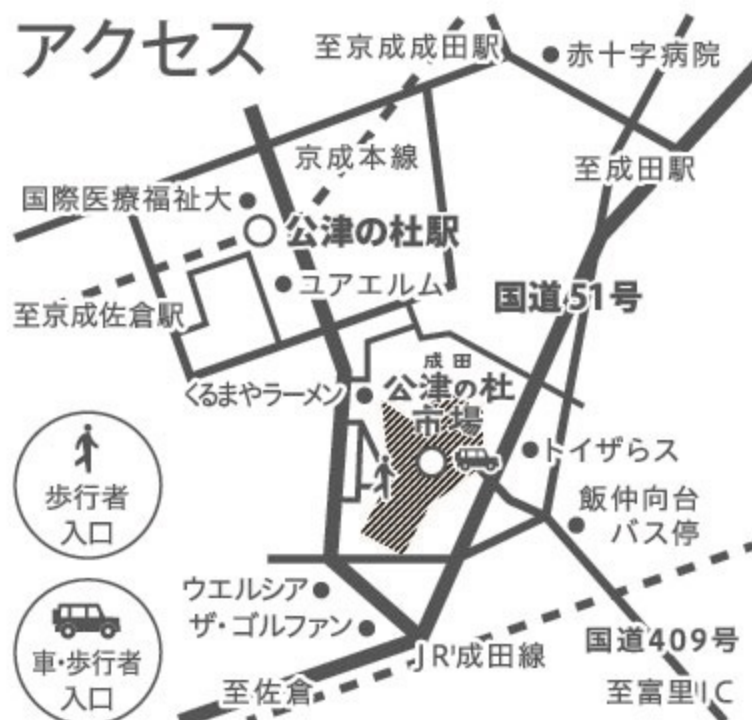 アクセス
至京成成田駅
赤十字病院
京成本線
至成田駅
国際医療福祉大
公津の杜駅
ユアエルム
国道51号
至京成佐倉駅
成田
くるまやラーメン
公津の杜
市場
トイザらス
歩行者
入口
飯仲向台
バス停
ウエルシア
ザ・ゴルファン
国道409号
車・歩行者
入口
JR成田線
至佐倉
至富里IC